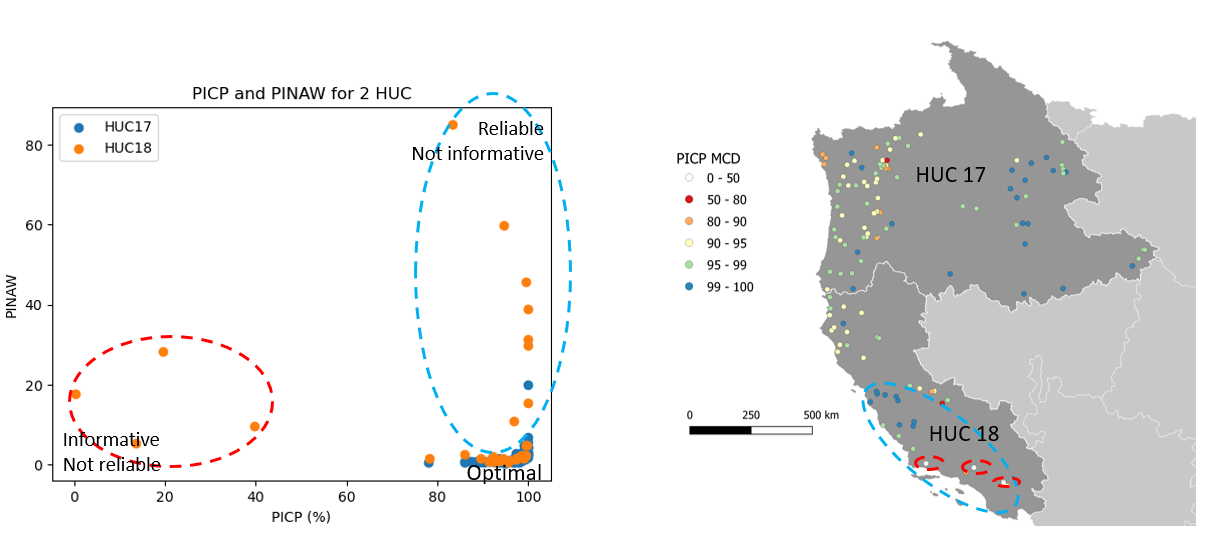 PICP and PINAW for 2 HUC
HUC17
HUC18
Reliable
Not informative
80
60
40
20
0
PINAW
Informative
Not reliable
Optimal
0
20
40
60
80
100
PICP (%)
PICP MCD
0 - 50
50 - 80
80 - 90
90 - 95
95 - 99
99 - 100
HUC 17
HUC 18
0 250 500 km